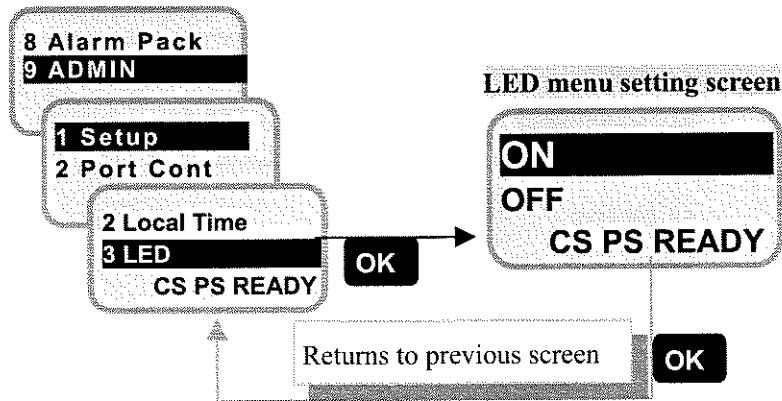 8 Alarm Pack
9 ADMIN
1 Setup
2 Port Cont
2 Local Time
3 LED
CS PS READY
OK
LED menu setting screen
ON
OFF
CS PS READY
Returns to previous screen
OK